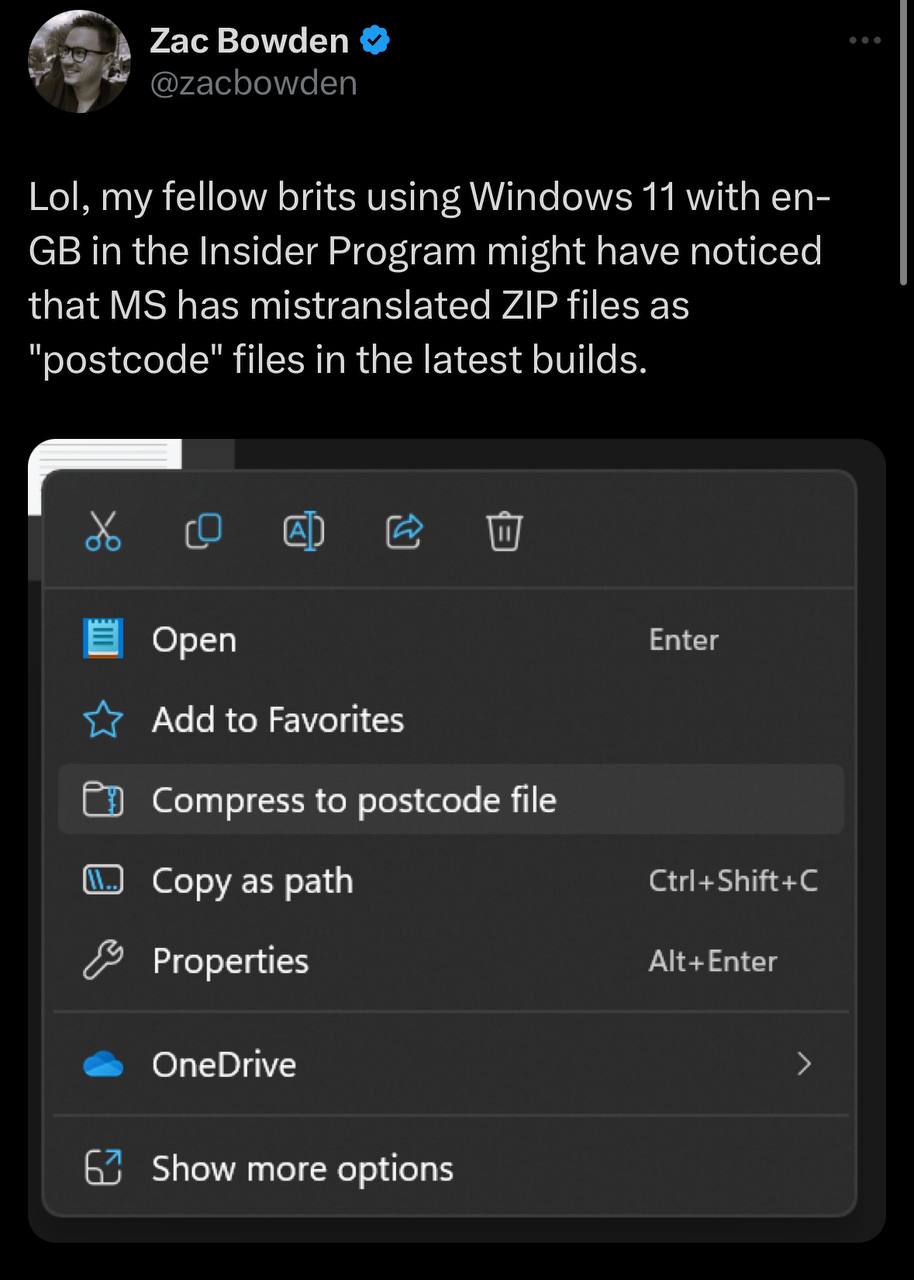 Zac Bowden
@zacbowden
Lol, my fellow brits using Windows 11 with en-
GB in the Insider Program might have noticed
that MS has mistranslated ZIP files as
"postcode" files in the latest builds.
Open Enter
Add to Favorites
Compress to postcode file
Copy as path Ctrl+Shift+C
Properties Alt+Enter
OneDrive
Show more options